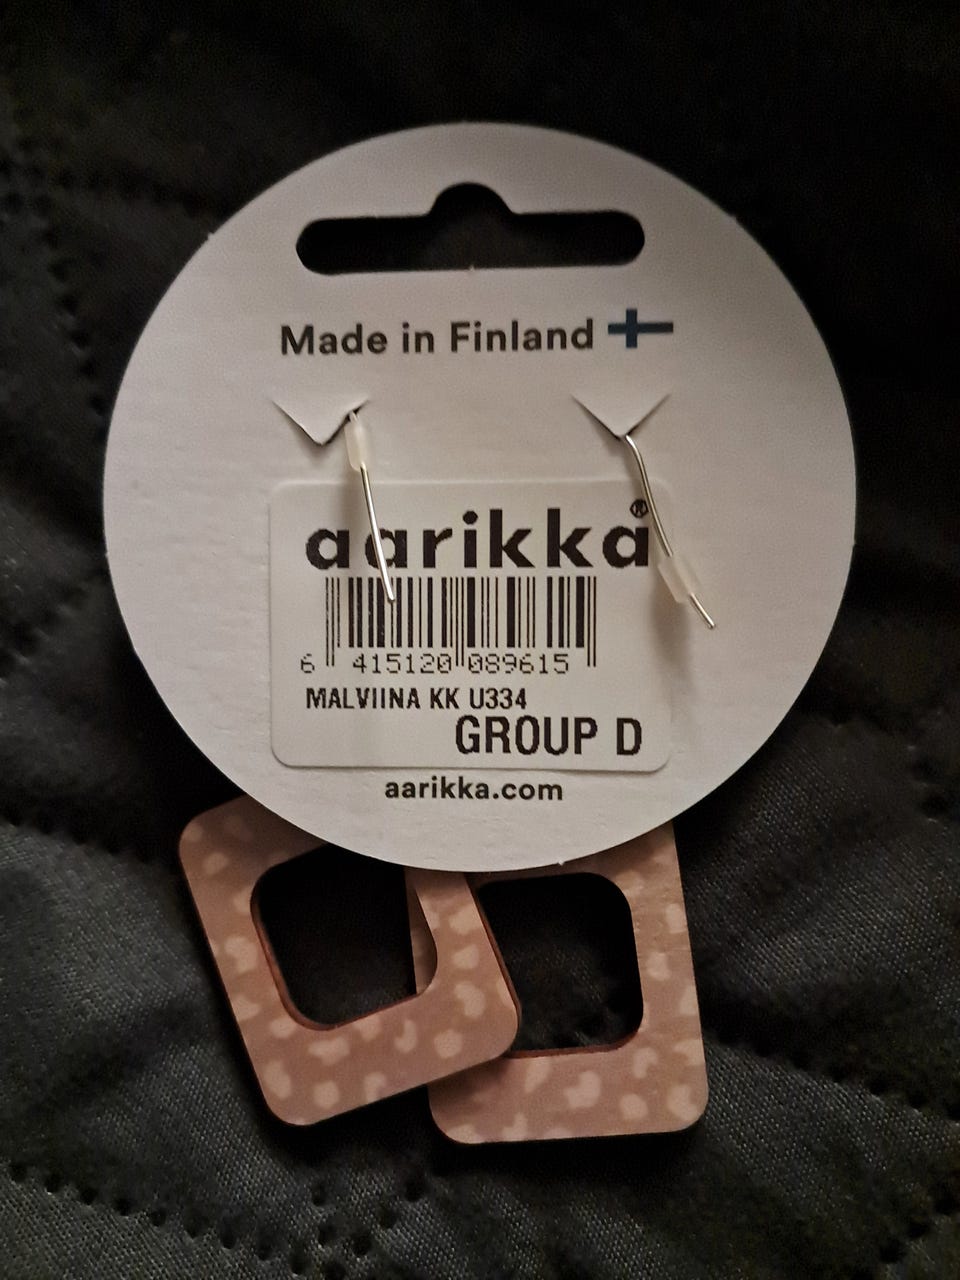 Made in Finland
aarikka®
6 415120 089615
MALVIINA KK U334
GROUP D
aarikka.com